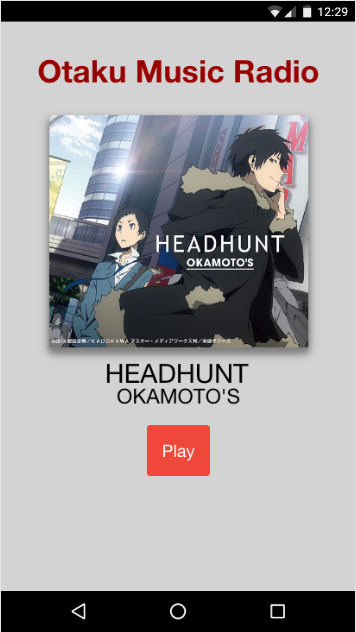 12:29
Otaku Music Radio
HEADHUNT
OKAMOTO'S
HEADHUNT
OKAMOTO'S
Play